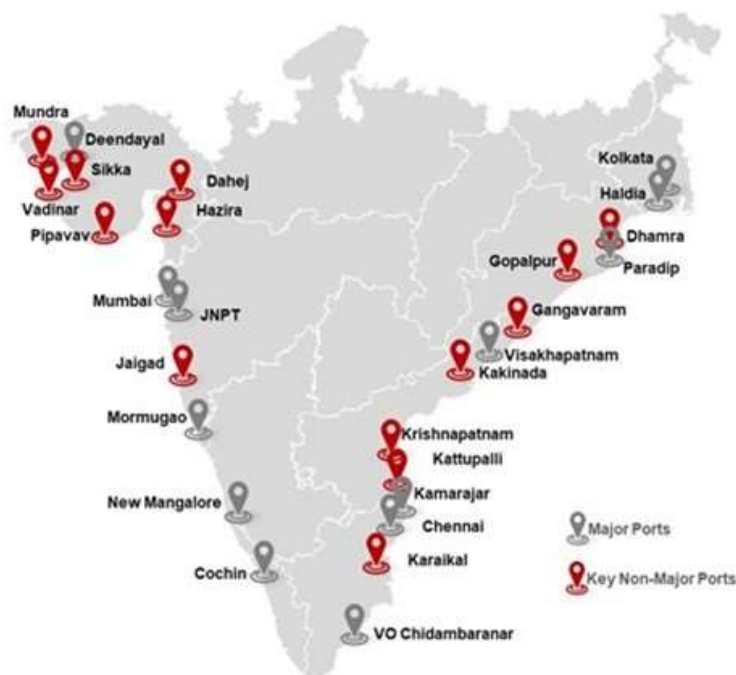 Mundra
Deendayal
Sikka
Vadinar
Pipavav
Dahej
Hazira
Kolkata
Haldia
Dhamra
Paradip
Gopalpur
Gangavaram
Mumbai
JNPT
Visakhapatnam
Kakinada
Jaigad
Mormugao
Krishnapatnam
Kattupalli
Kamarajar
New Mangalore
Chennai
Major Ports
Karaikal
Cochin
Key Non-Major Ports
VO Chidambaranar